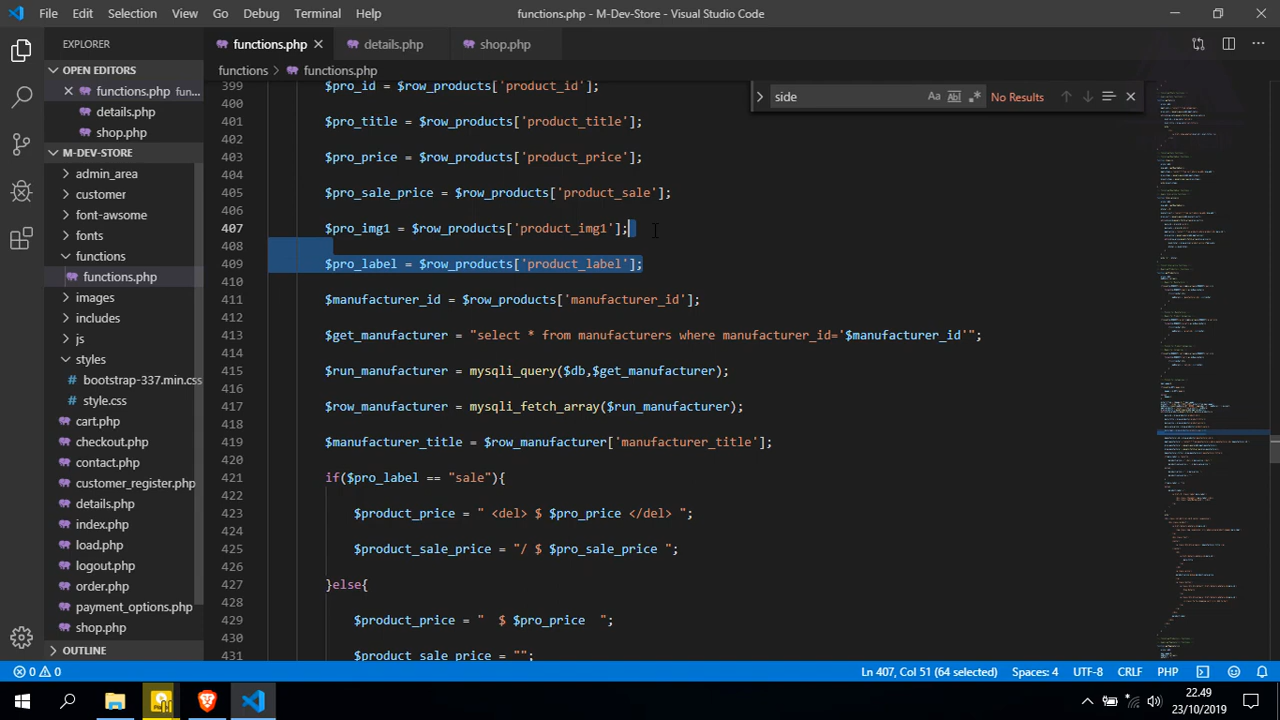 File Edit Selection View Go Debug Terminal Help functions.php - M-Dev-Store - Visual Studio Code
EXPLORER functions.php details.php shop.php
OPEN EDITORS functions > functions.php
functions.php fun...
details.php
shop.php
M-DEV-STORE
admin_area
customer
font-awsome
fonts
functions
functions.php
images
includes
js
styles
bootstrap-337.min.css
style.css
cart.php
checkout.php
contact.php
customer_register.php
details.php
index.php
load.php
logout.php
order.php
payment_options.php
shop.php
OUTLINE
side Aa Abl .* No Results
399 $pro_id = $row_products['product_id'];
400
401 $pro_title = $row_products['product_title'];
402
403 $pro_price = $row_products['product_price'];
404
405 $pro_sale_price = $row_products['product_sale'];
406
407 $pro_img1 = $row_products['product_img1'];
408
409 $pro_label = $row_products['product_label'];
410
411 $manufacturer_id = $row_products['manufacturer_id'];
412
413 $get_manufacturer = "select * from manufacturers where manufacturer_id='$manufacturer_id'";
414
415 $run_manufacturer = mysqli_query($db,$get_manufacturer);
416
417 $row_manufacturer = mysqli_fetch_array($run_manufacturer);
418
419 $manufacturer_title = $row_manufacturer['manufacturer_title'];
420
421 if($pro_label == "sale"){
422
423 $product_price = " <del> $ $pro_price </del> ";
424
425 $product_sale_price = "/ $ $pro_sale_price ";
426
427 }else{
428
429 $product_price = "  $ $pro_price  ";
430
431 $product_sale_price = "";
0 0 Ln 407, Col 51 (64 selected) Spaces: 4 UTF-8 CRLF PHP
22.49
23/10/2019